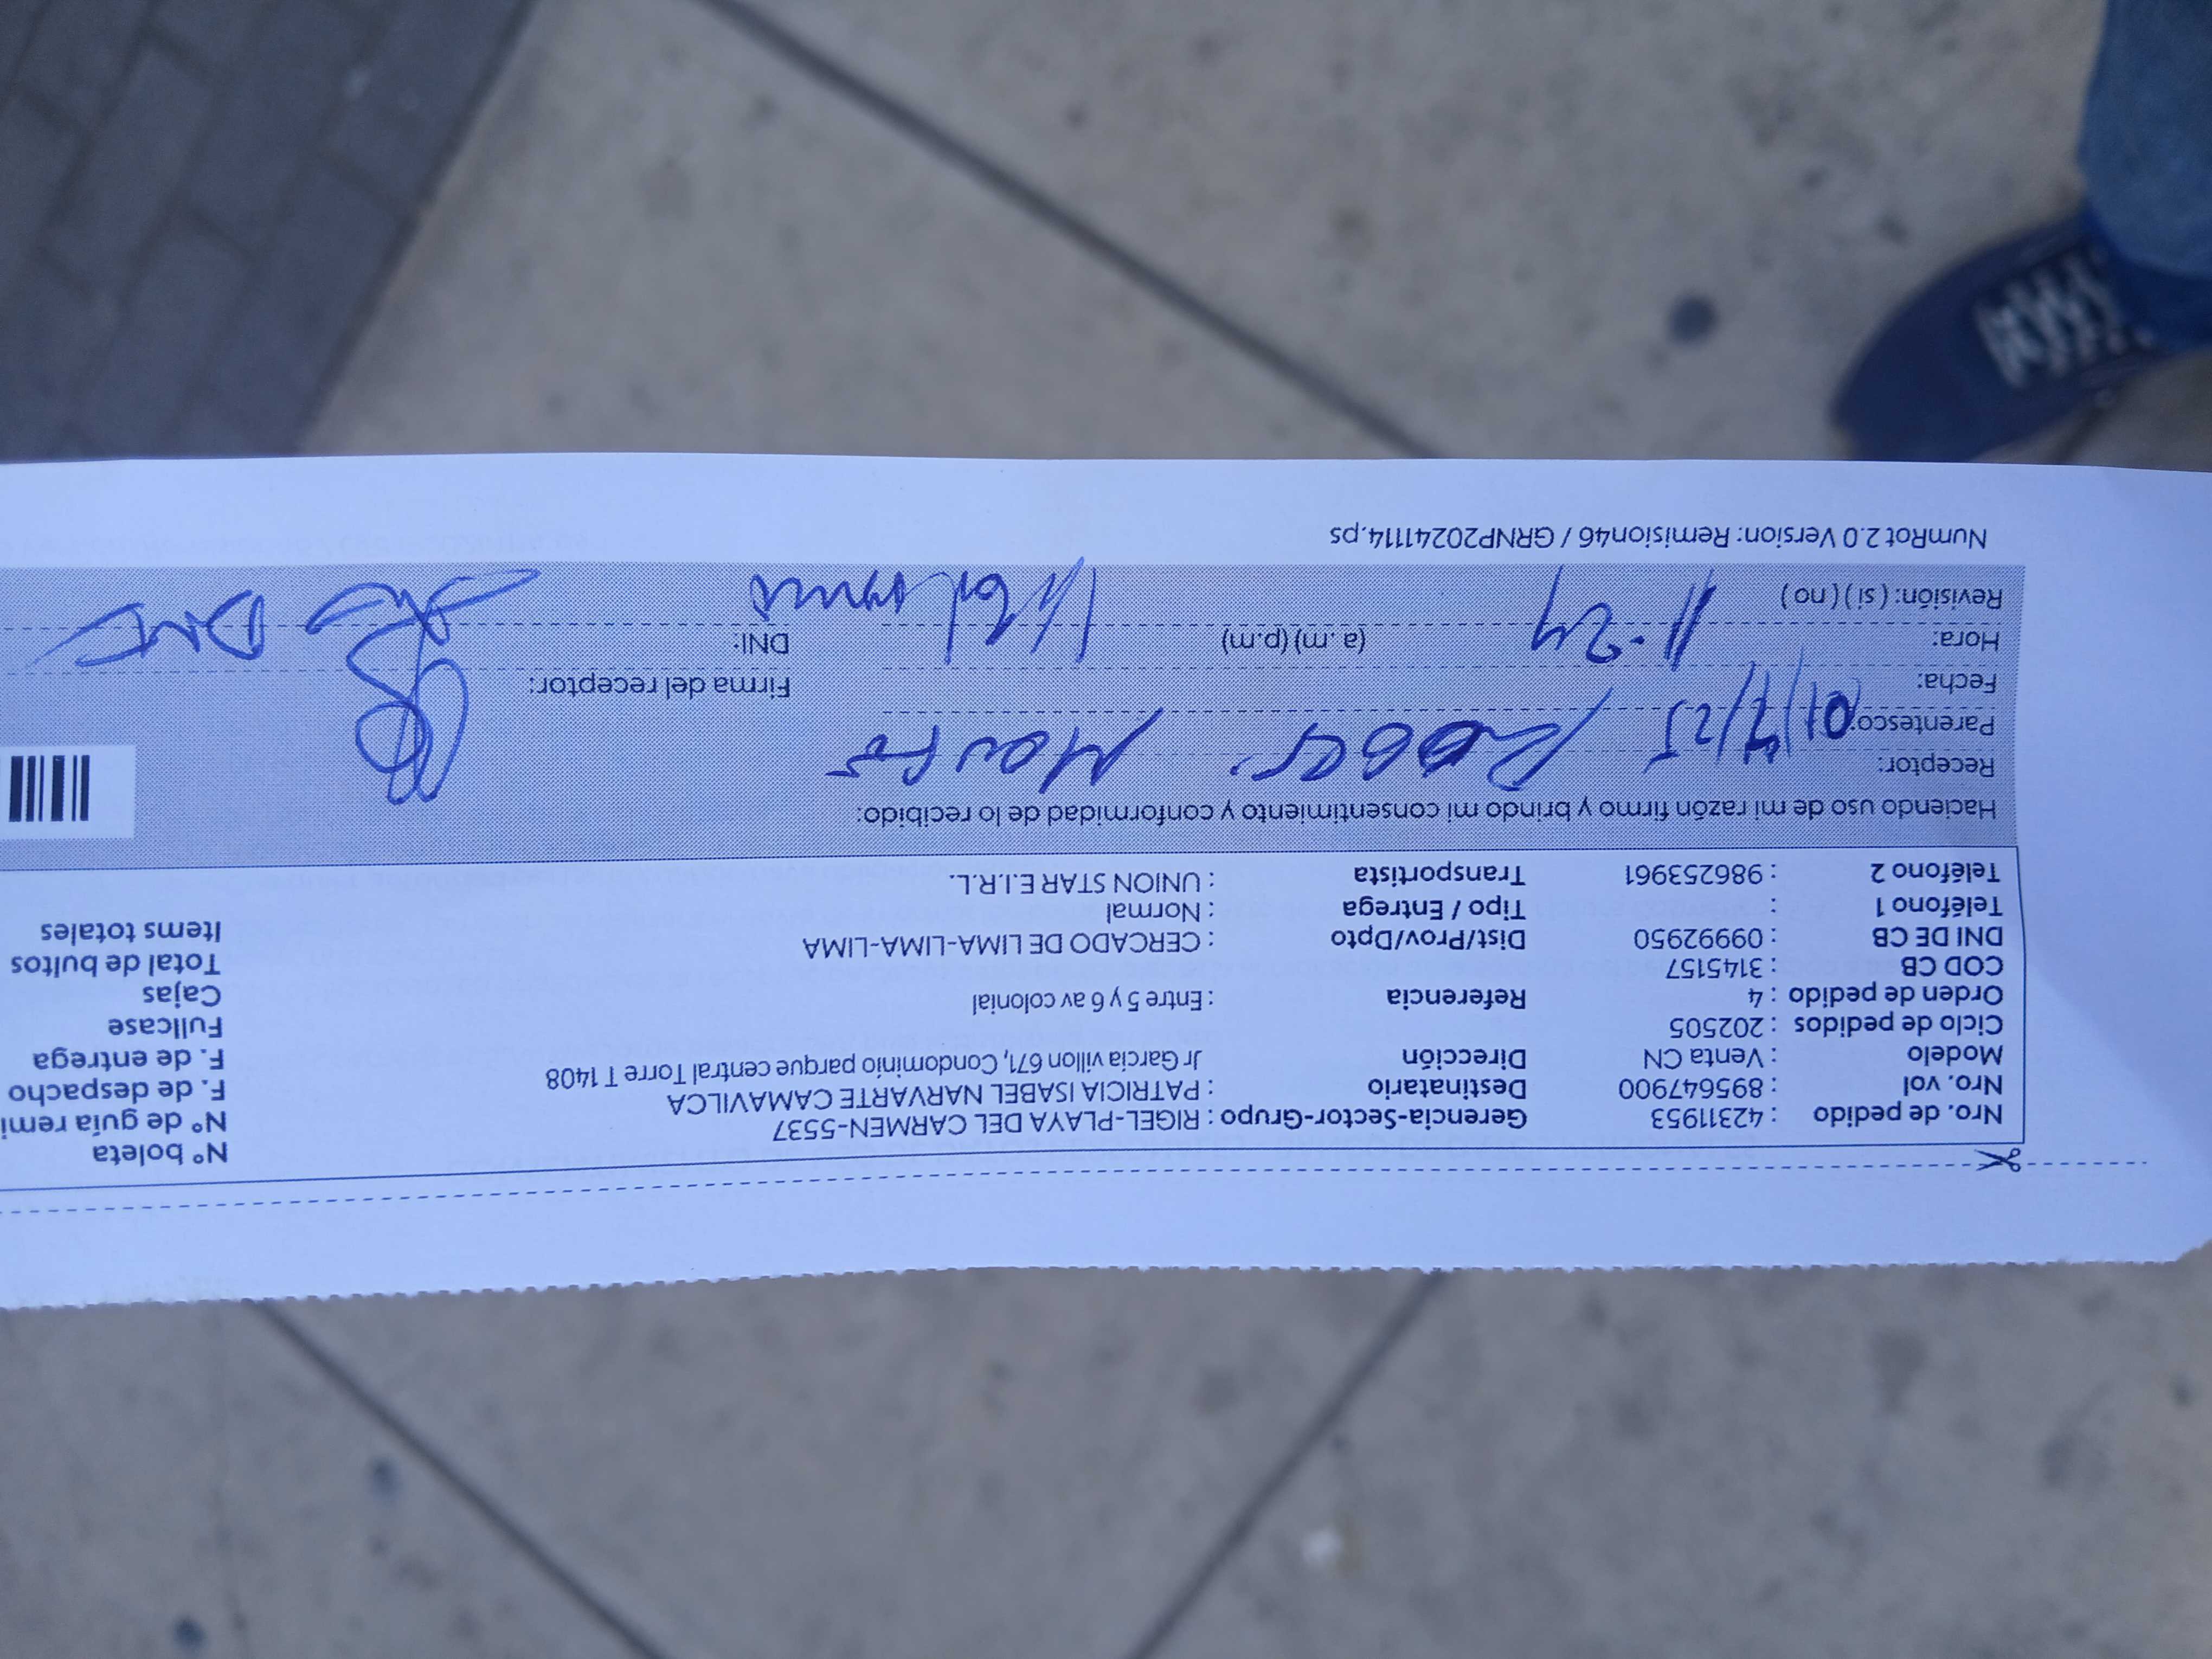 Nº boleta
Nro. de pedido : 42311953 Gerencia-Sector-Grupo : RIGEL-PLAYA DEL CARMEN-5537 Nº de guía remi
Nro. vol : 895647900 Destinatario : PATRICIA ISABEL NARVARTE CAMAVILCA F. de despacho
Modelo : Venta CN Dirección Jr Garcia villon 671, Condominio parque central Torre T 1408 F. de entrega
Ciclo de pedidos : 202505 Fullcase
Orden de pedido : 4 Referencia : Entre 5 y 6 av colonial Cajas
COD CB : 3145157 Total de bultos
DNI DE CB : 09992950 Dist/Prov/Dpto : CERCADO DE LIMA-LIMA-LIMA Items totales
Teléfono 1 : Tipo / Entrega : Normal
Teléfono 2 : 986253961 Transportista : UNION STAR E.I.R.L.
Haciendo uso de mi razón firmo y brindo mi consentimiento y conformidad de lo recibido:
Receptor:
Parentesco: 01/7/25
Fecha: Firma del receptor:
Hora: 11-24 (a.m) (p.m) DNI: DNI
Revisión: (si) (no)
NumRot 2.0 Version: Remision46 / GRNP20241114.ps